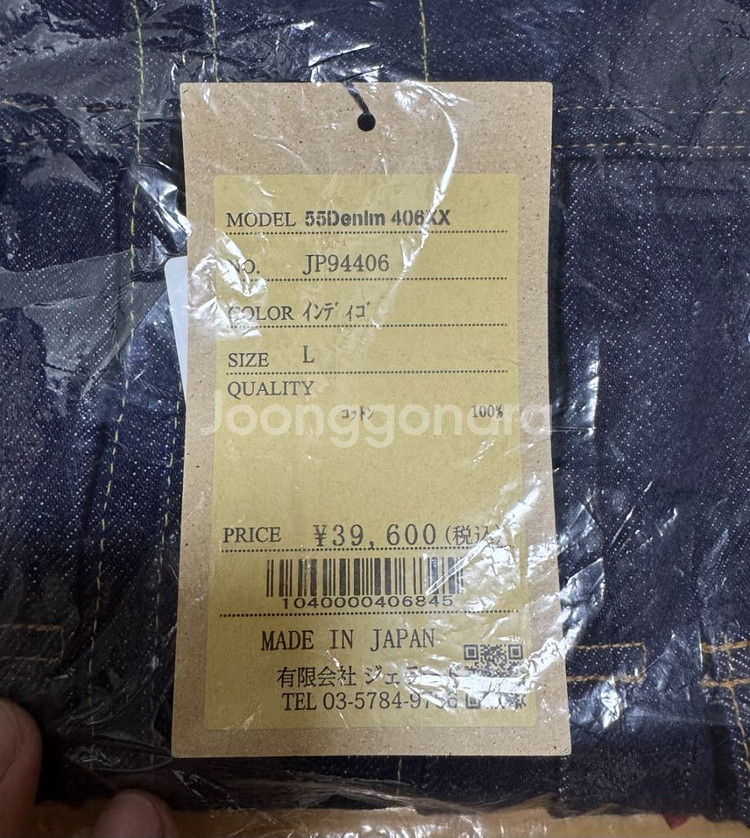 MODEL 55Denim 406XX
NO. JP94406
COLOR インディゴ
SIZE L
QUALITY
コットン 100%
Joonggonara
PRICE ¥39,600(税込)
1040000406845
MADE IN JAPAN
有限会社
TEL 03-5784-9756